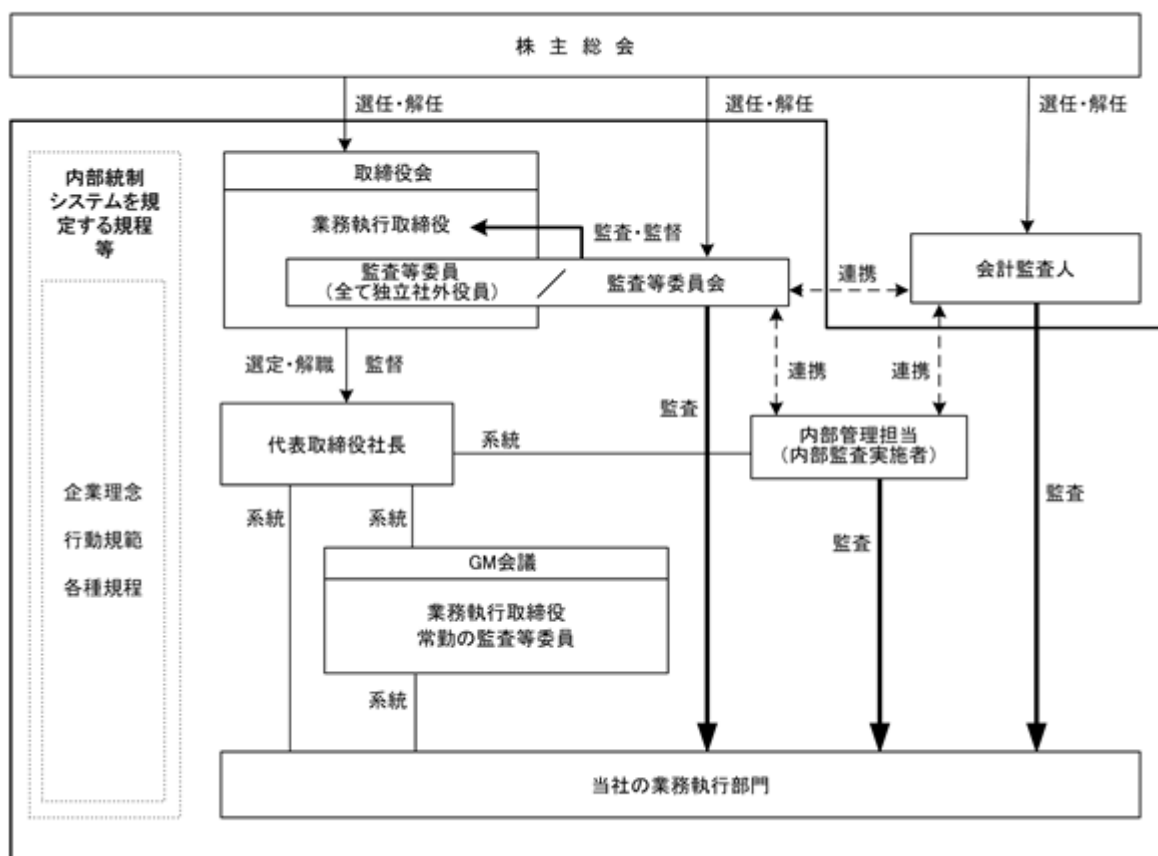 株 主 総 会
選任・解任
選任・解任
選任・解任
内部統制
システムを規
定する規程
等
取締役会
業務執行取締役
監査・監督
監査等委員
（全て独立社外役員）
／
監査等委員会
連携
会計監査人
選定・解職
監督
連携
連携
監査
代表取締役社長
系統
内部管理担当
（内部監査実施者）
企業理念
行動規範
各種規程
系統
系統
監査
監査
GM会議
業務執行取締役
常勤の監査等委員
系統
当社の業務執行部門